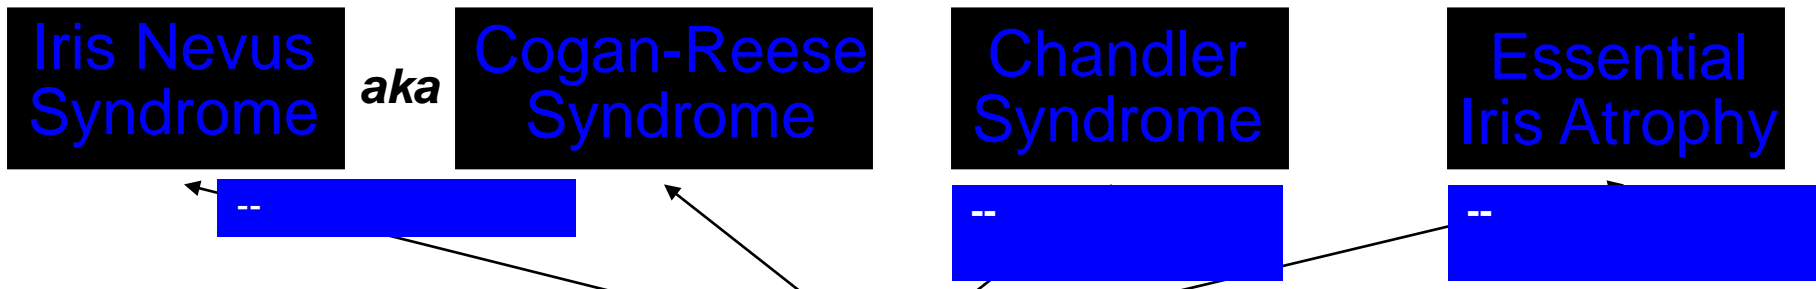 Iris Nevus
Syndrome
aka
Cogan-Reese
Syndrome
Chandler
Syndrome
Essential
Iris Atrophy
--
--
--